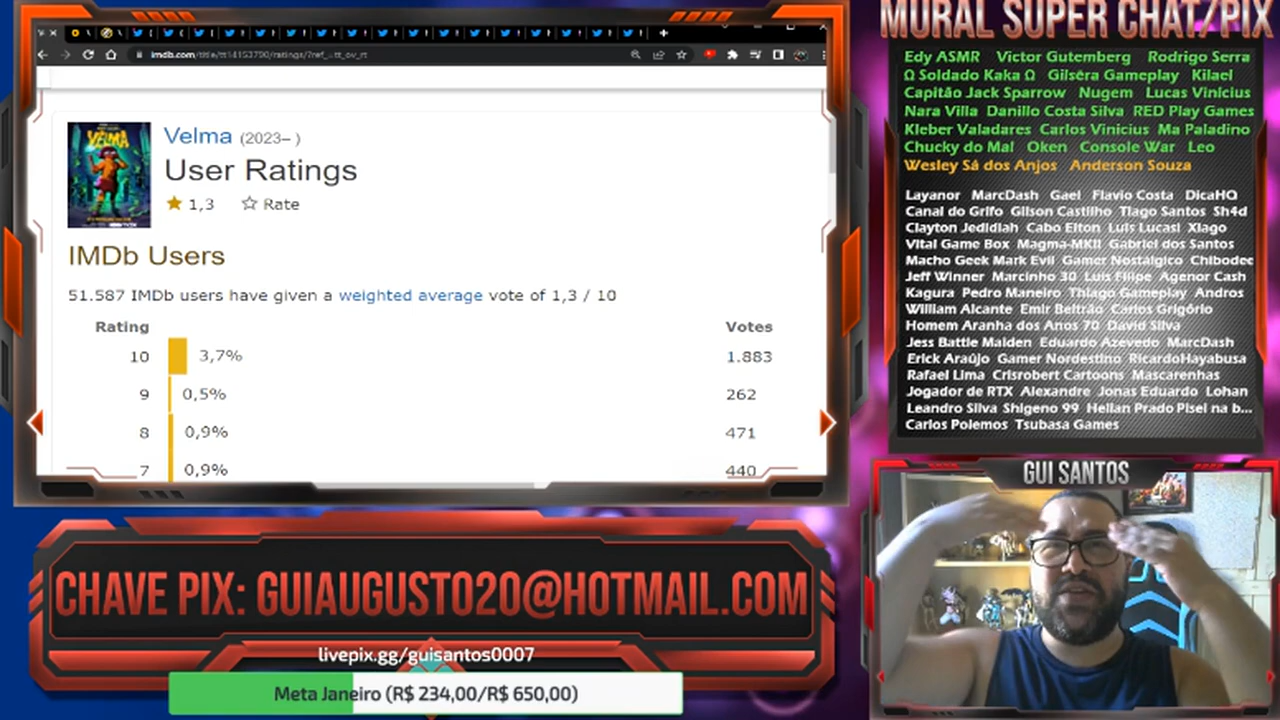 imdb.com/title/tt14153790/ratings/?ref_=tt_ov_rt
VELMA
Velma (2023– )
User Ratings
1,3 Rate
IMDb Users
51.587 IMDb users have given a weighted average vote of 1,3 / 10
Rating Votes
10 3,7% 1.883
9 0,5% 262
8 0,9% 471
7 0,9% 440
MURAL SUPER CHAT/PIX
Edy ASMR Victor Gutemberg Rodrigo Serra
Ω Soldado Kaka Ω Gilsêra Gameplay Kilael
Capitão Jack Sparrow Nugem Lucas Vinícius
Nara Villa Danillo Costa Silva RED Play Games
Kleber Valadares Carlos Vinicius Ma Paladino
Chucky do Mal Oken Console War Leo
Wesley Sá dos Anjos Anderson Souza
Layanor MarcDash Gael Flavio Costa DicaHQ
Canal do Grifo Gilson Castilho Tiago Santos Sh4d
Clayton Jedidiah Cabo Elton Luis Lucasi Xiago
Vital Game Box Magma-MKII Gabriel dos Santos
Macho Geek Mark Evil Gamer Nostálgico Chibodee
Jeff Winner Marcinho 30 Luis Filipe Agenor Cash
Kagura Pedro Maneiro Thiago Gameplay Andros
William Alcante Emir Beltrão Carlos Grigório
Homem Aranha dos Anos 70 David Silva
Jess Battle Maiden Eduardo Azevedo MarcDash
Erick Araújo Gamer Nordestino RicardoHayabusa
Rafael Lima Crisrobert Cartoons Mascarenhas
Jogador de RTX Alexandre Jonas Eduardo Lohan
Leandro Silva Shigeno 99 Hellan Prado Pisei na b...
Carlos Polemos Tsubasa Games
GUI SANTOS
CHAVE PIX: GUIAUGUSTO20@HOTMAIL.COM
livepix.gg/guisantos0007
Meta Janeiro (R$ 234,00/R$ 650,00)